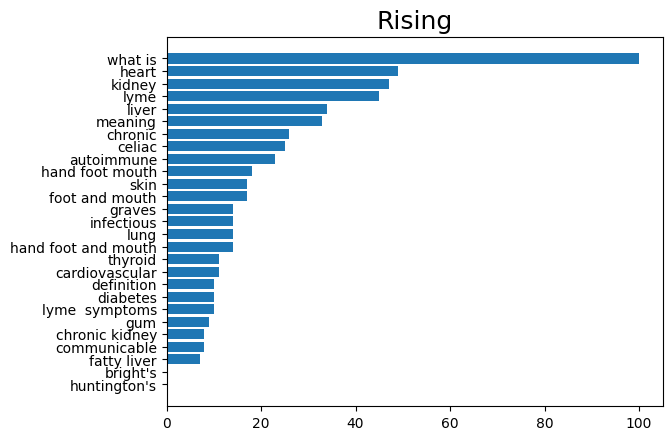 Rising
what is
heart
kidney
lyme
liver
meaning
chronic
celiac
autoimmune
hand foot mouth
skin
foot and mouth
graves
infectious
lung
hand foot and mouth
thyroid
cardiovascular
definition
diabetes
lyme  symptoms
gum
chronic kidney
communicable
fatty liver
bright's
huntington's
0 20 40 60 80 100